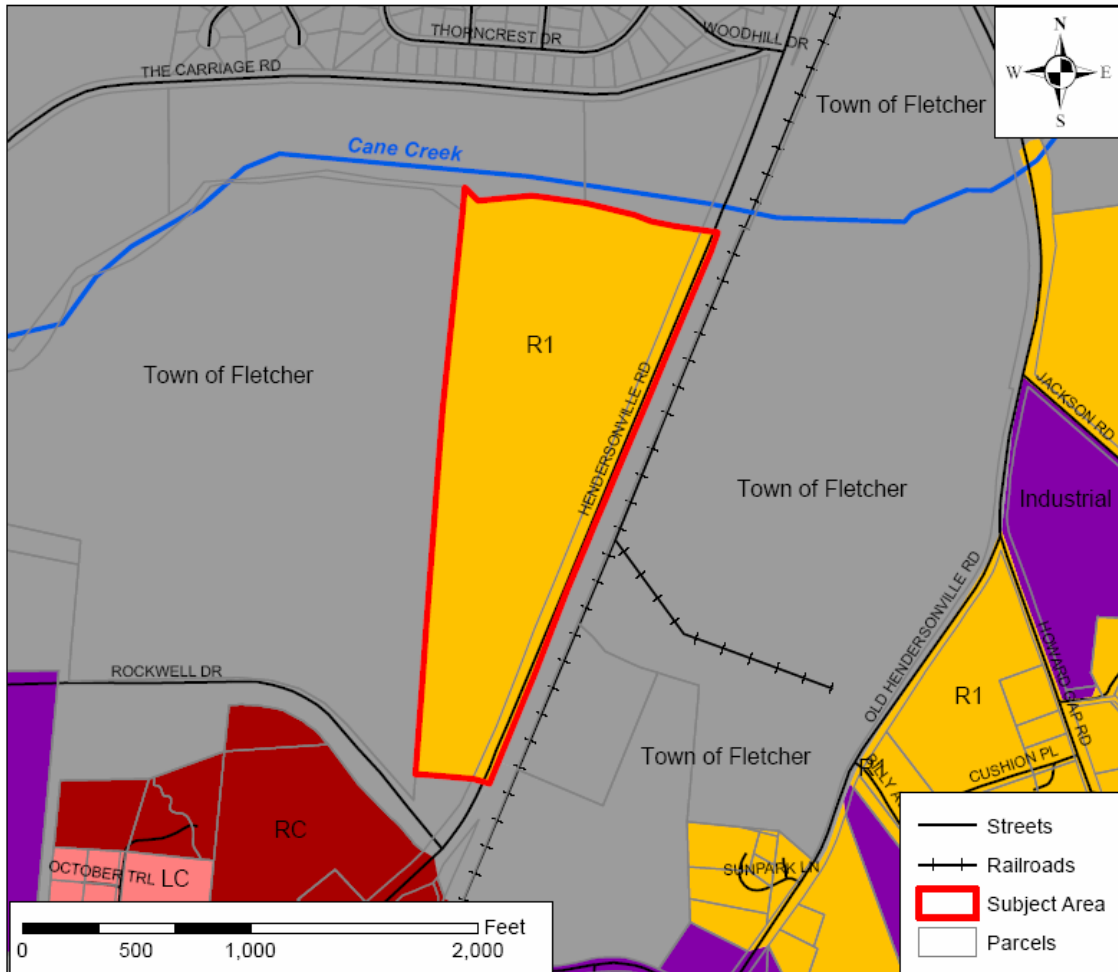 THORNCREST DR
WOODHILL DR
THE CARRIAGE RD
Town of Fletcher
N
W
E
S
Cane Creek
R1
Town of Fletcher
HENDERSONVILLE RD
JACKSON RD
Town of Fletcher
Industrial
OLD HENDERSONVILLE RD
HOWARD GAP RD
ROCKWELL DR
R1
Town of Fletcher
CUSHION PL
BILLY
RC
OCTOBER TRL
LC
SUNPARK LN
Streets
Railroads
Subject Area
Parcels
Feet
0
500
1,000
2,000